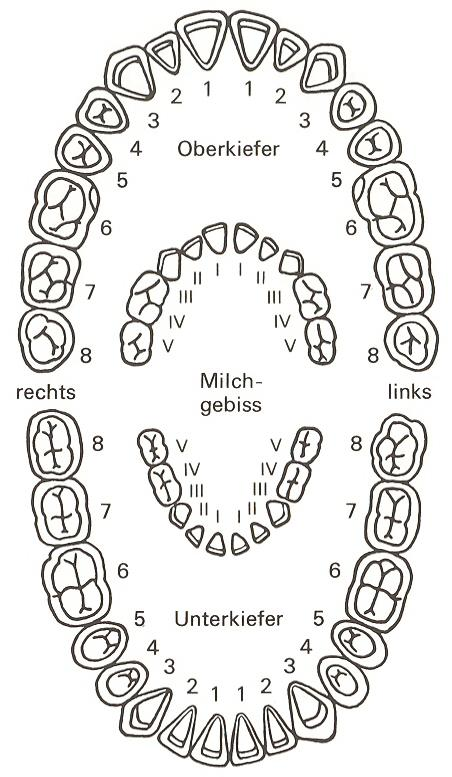 2 1 1 2
3 3
4 Oberkiefer 4
5 5
6 6
I I
II II
7 III III 7
IV IV
8 V V 8
rechts Milch- links
gebiss
8 V V 8
IV IV
7 III III 7
II II
I I
6 6
5 Unterkiefer 5
4 4
3 3
2 1 1 2